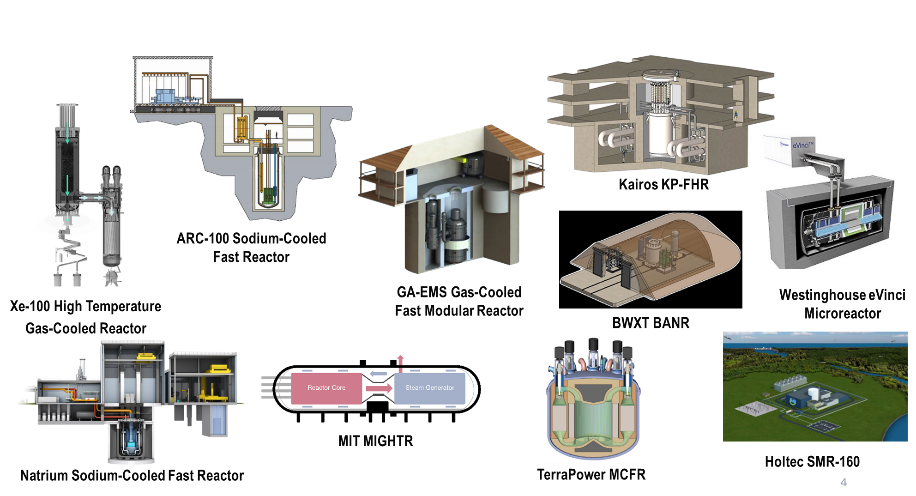 Kairos KP-FHR
eVinci™
ARC-100 Sodium-Cooled
Fast Reactor
Xe-100 High Temperature
Gas-Cooled Reactor
GA-EMS Gas-Cooled
Fast Modular Reactor
BWXT BANR
Westinghouse eVinci
Microreactor
Reactor Core
Steam Generator
MIT MIGHTR
Natrium Sodium-Cooled Fast Reactor
TerraPower MCFR
Holtec SMR-160
4